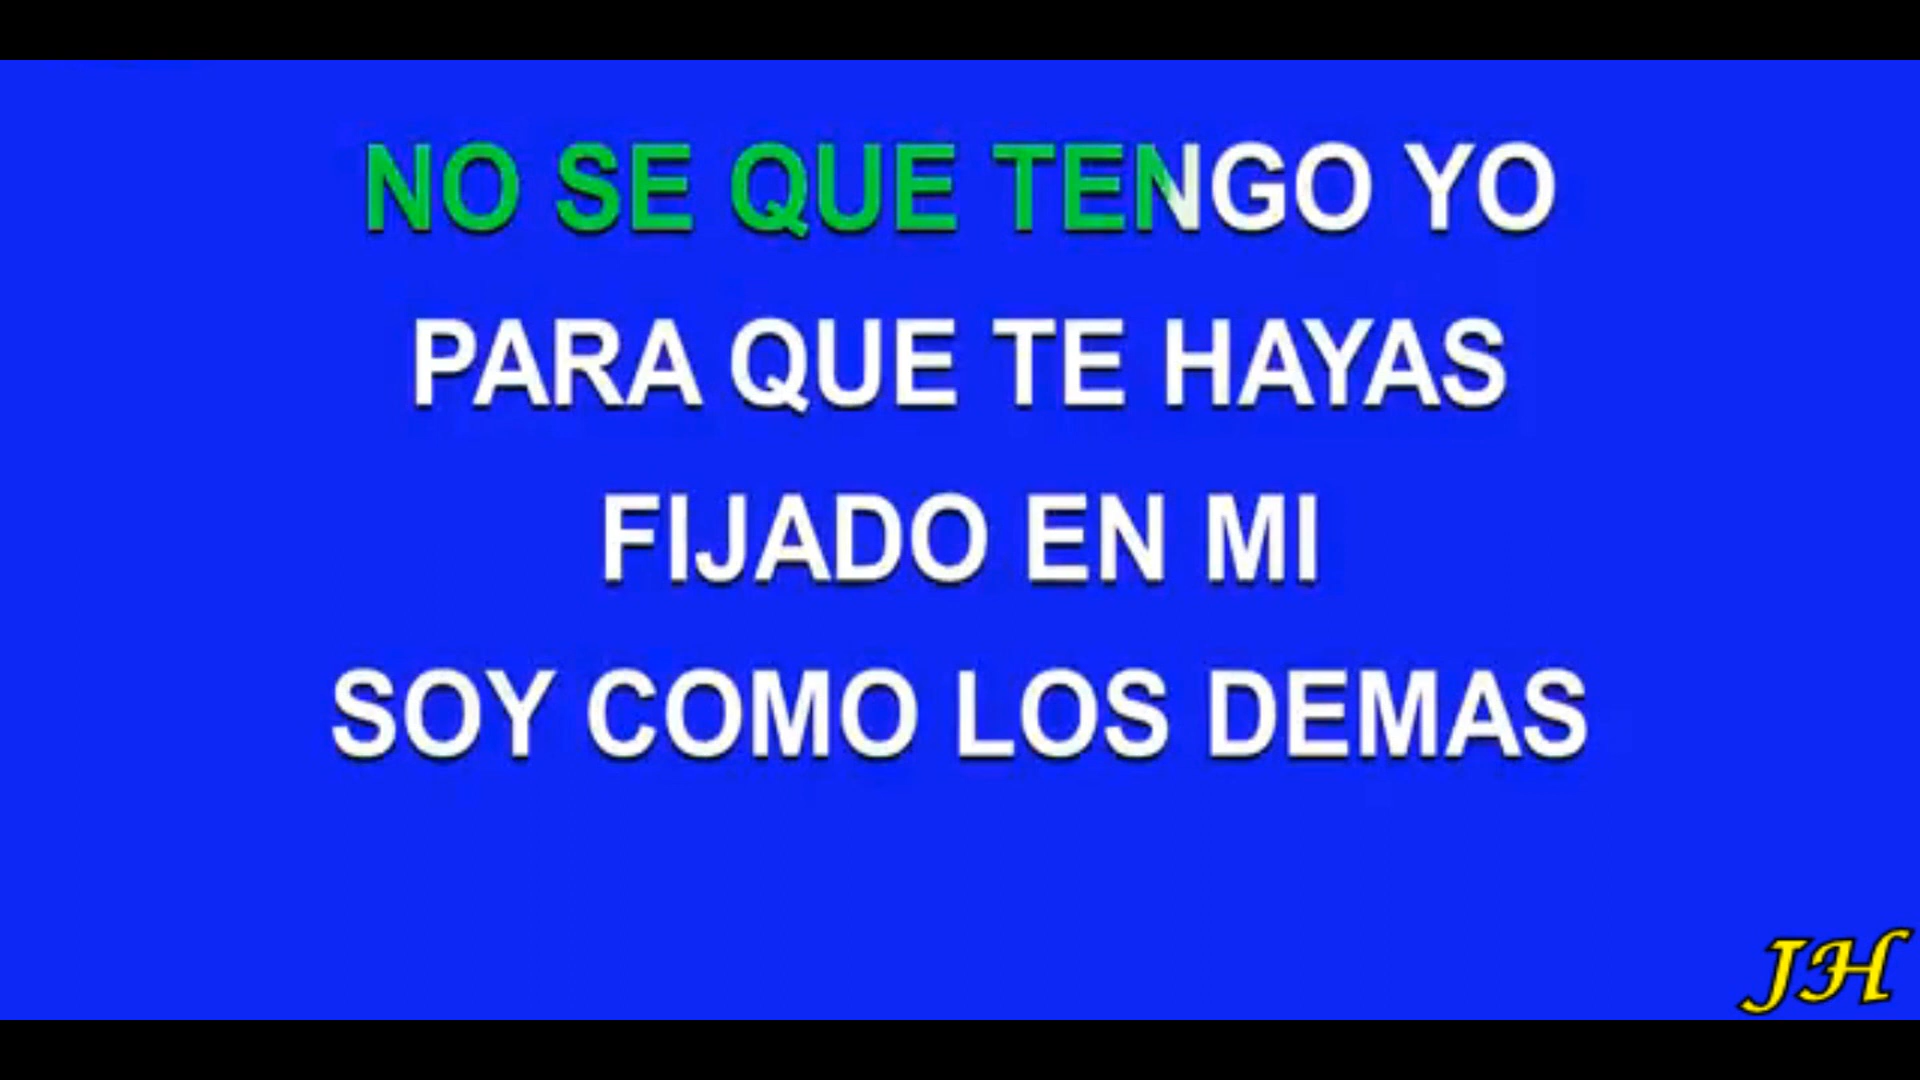 NO SE QUE TENGO YO
PARA QUE TE HAYAS
FIJADO EN MI
SOY COMO LOS DEMAS
JH